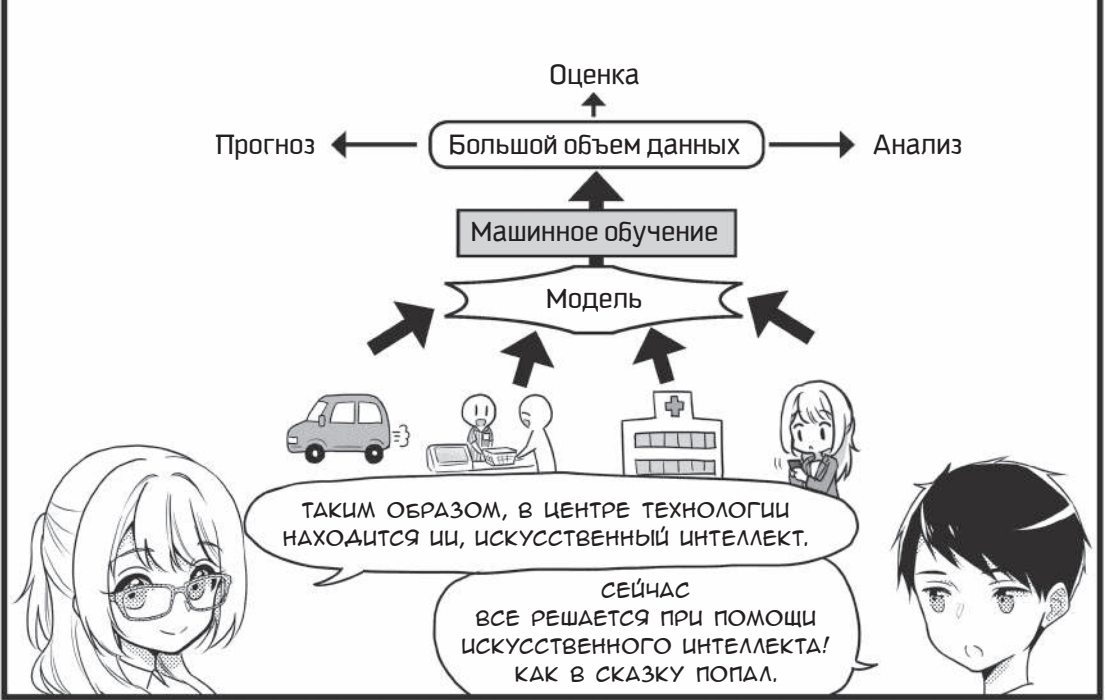 Оценка
Прогноз
Большой объем данных
Анализ
Машинное обучение
Модель
ТАКИМ ОБРАЗОМ, В ЦЕНТРЕ ТЕХНОЛОГИИ
НАХОДИТСЯ ИИ, ИСКУССТВЕННЫЙ ИНТЕЛЛЕКТ.
СЕЙЧАС
ВСЕ РЕШАЕТСЯ ПРИ ПОМОЩИ
ИСКУССТВЕННОГО ИНТЕЛЛЕКТА!
КАК В СКАЗКУ ПОПАЛ.